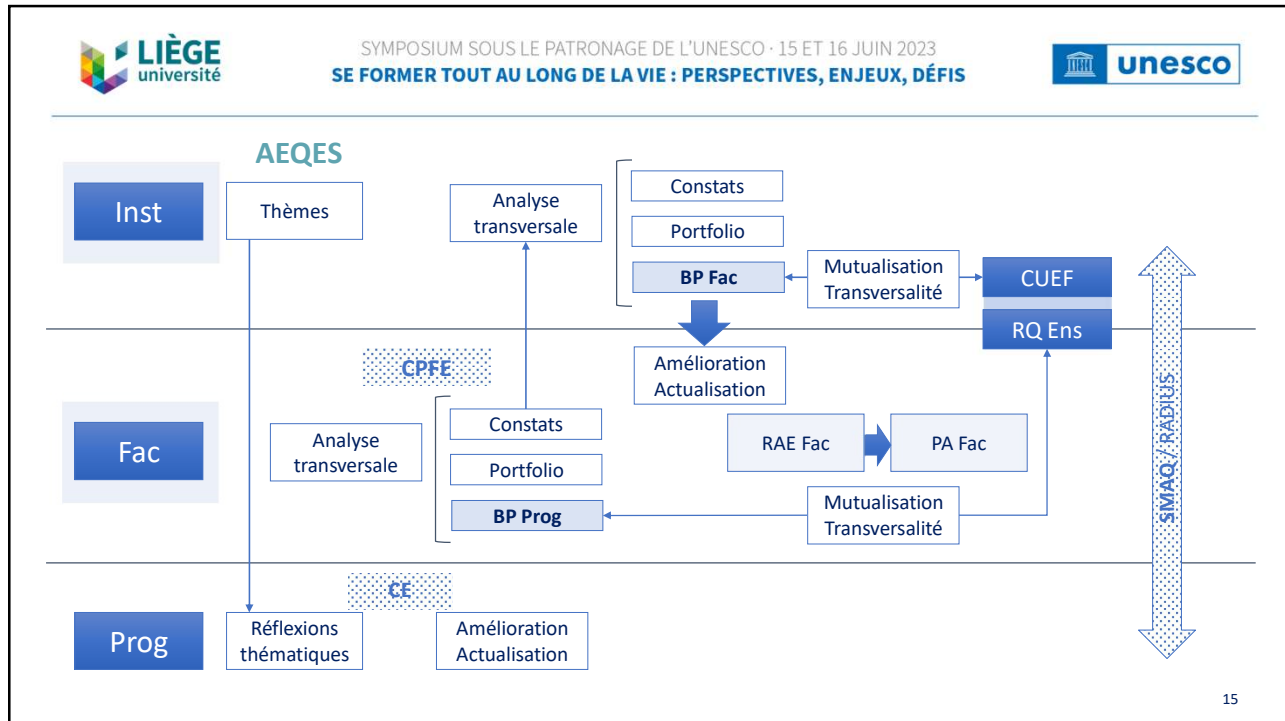 LIÈGE
université
SYMPOSIUM SOUS LE PATRONAGE DE L'UNESCO · 15 ET 16 JUIN 2023
SE FORMER TOUT AU LONG DE LA VIE : PERSPECTIVES, ENJEUX, DÉFIS
unesco
AEQES
Inst
Thèmes
Analyse
transversale
Constats
Portfolio
BP Fac
Mutualisation
Transversalité
CUEF
RQ Ens
Amélioration
Actualisation
CPFE
Fac
Analyse
transversale
Constats
Portfolio
BP Prog
RAE Fac
PA Fac
Mutualisation
Transversalité
SMAQ / RADIUS
CE
Prog
Réflexions
thématiques
Amélioration
Actualisation
15